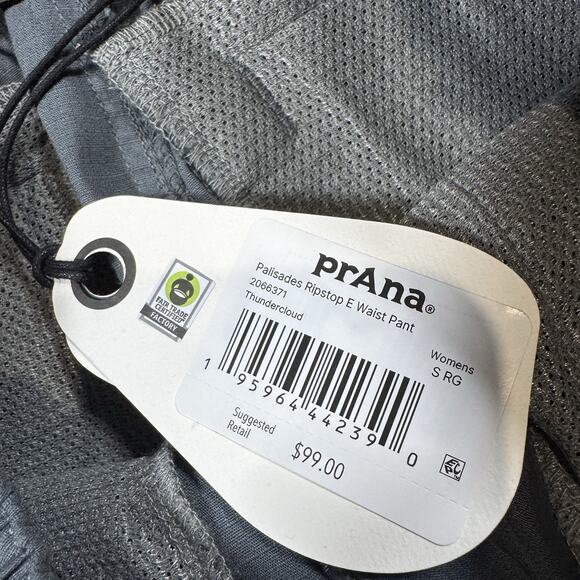 prAna®
Palisades Ripstop E Waist Pant
2066371
Thundercloud
Womens
S RG
1 95964 44239 0
Suggested
Retail
$99.00
FAIR TRADE
CERTIFIED™
FACTORY